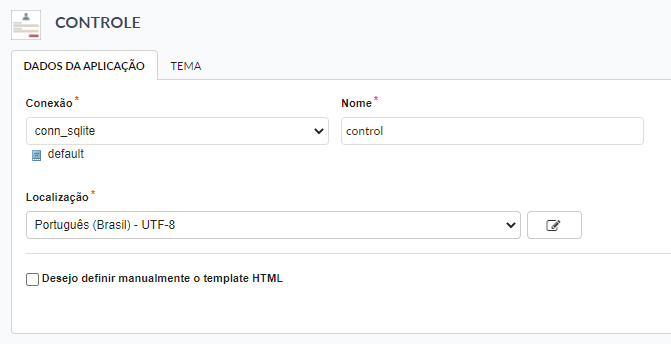 CONTROLE
DADOS DA APLICAÇÃO TEMA
Conexão * Nome *
conn_sqlite control
default
Localização *
Português (Brasil) - UTF-8
Desejo definir manualmente o template HTML